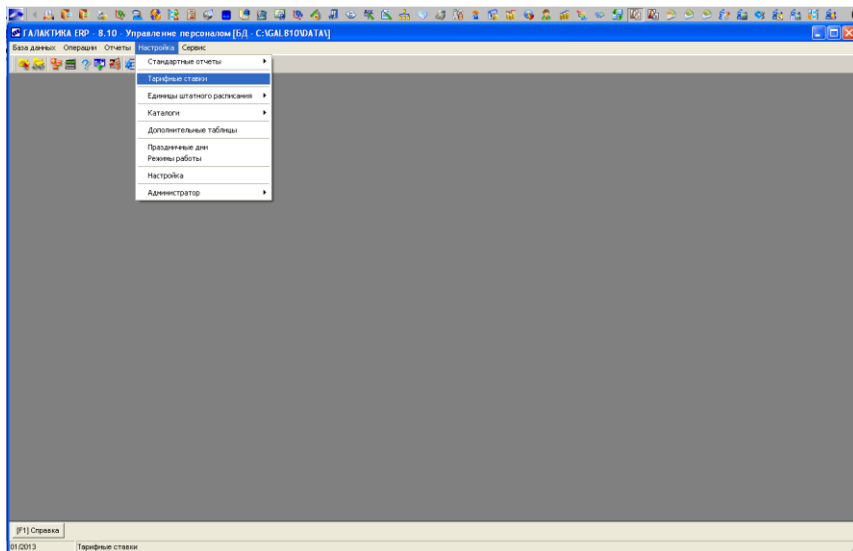 ГАЛАКТИКА ERP - 8.10 - Управление персоналом [БД - C:\GAL810\DATA\]
База данных Операции Отчеты Настройка Сервис
Стандартные отчеты
Тарифные ставки
Единицы штатного расписания
Каталоги
Дополнительные таблицы
Праздничные дни
Режимы работы
Настройка
Администратор
[F1] Справка
01/2013 Тарифные ставки